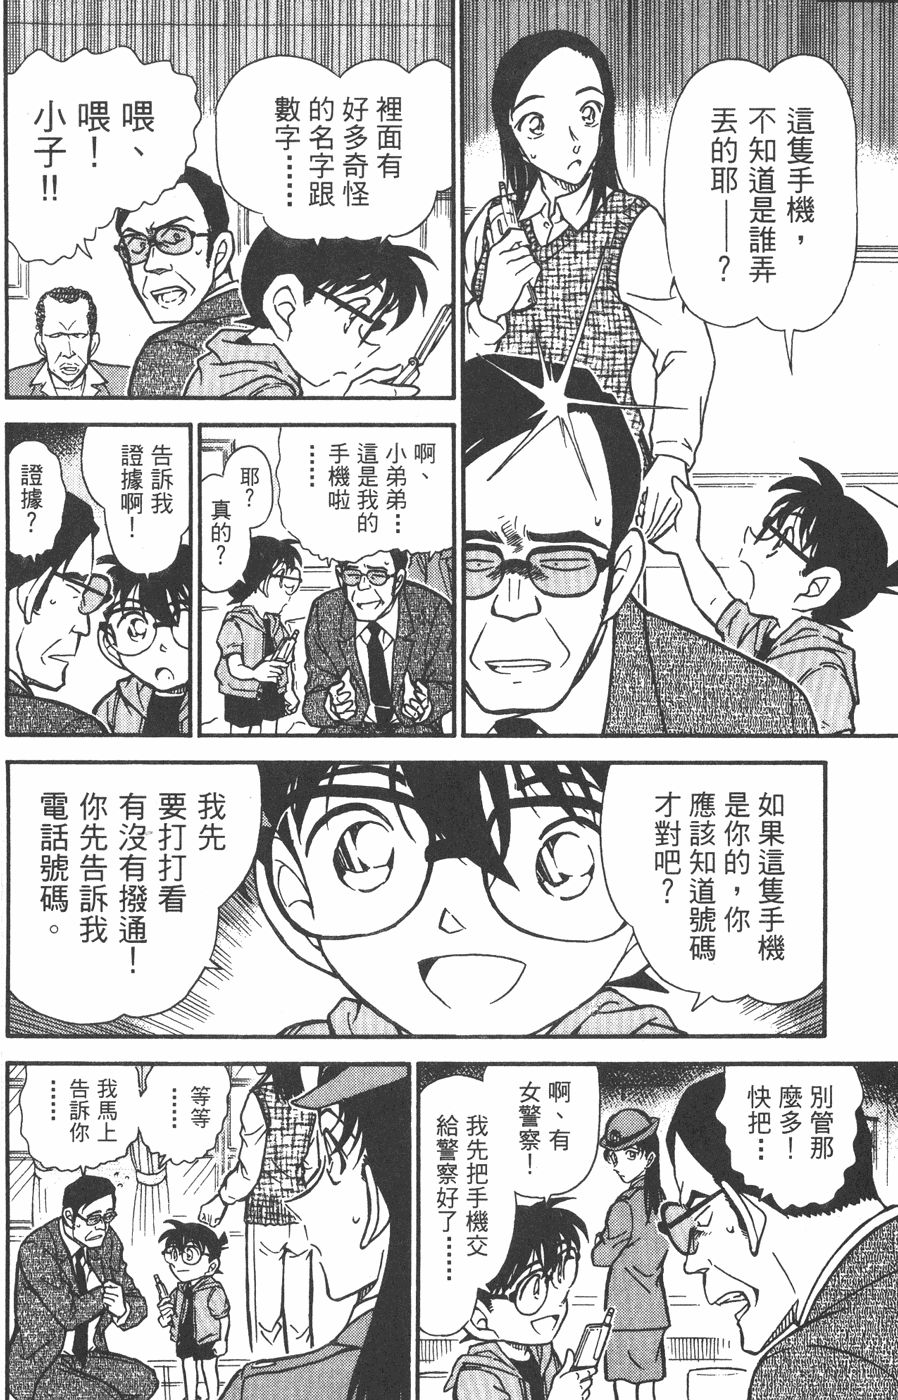 這隻手機，
不知道是誰弄
丟的耶——？
裡面有
好多奇怪
的名字跟
數字……
喂、
喂！
小子!!
啊、
小弟弟…
這是我的
手機啦
……
耶？
真的？
告訴我
證據啊！
證據？
如果這隻手機
是你的，你
應該知道號碼
才對吧？
我先
要打打看
有沒有撥通！
你先告訴我
電話號碼。
別管那
麼多！
快把…
啊、有
女警察！
我先把手機交
給警察好了……
等等
……
我馬上
告訴你
……